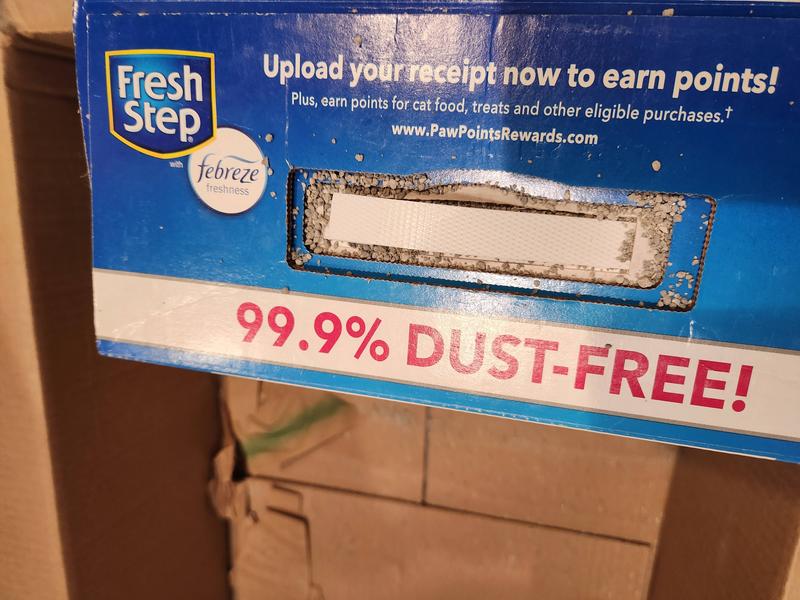 Fresh
Step®
with
febreze
freshness
Upload your receipt now to earn points!
Plus, earn points for cat food, treats and other eligible purchases.†
www.PawPointsRewards.com
99.9% DUST-FREE!